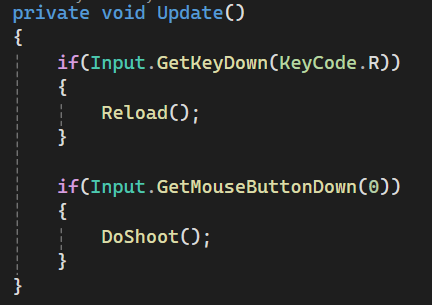 private void Update()
{
if(Input.GetKeyDown(KeyCode.R))
{
Reload();
}
if(Input.GetMouseButtonDown(0))
{
DoShoot();
}
}